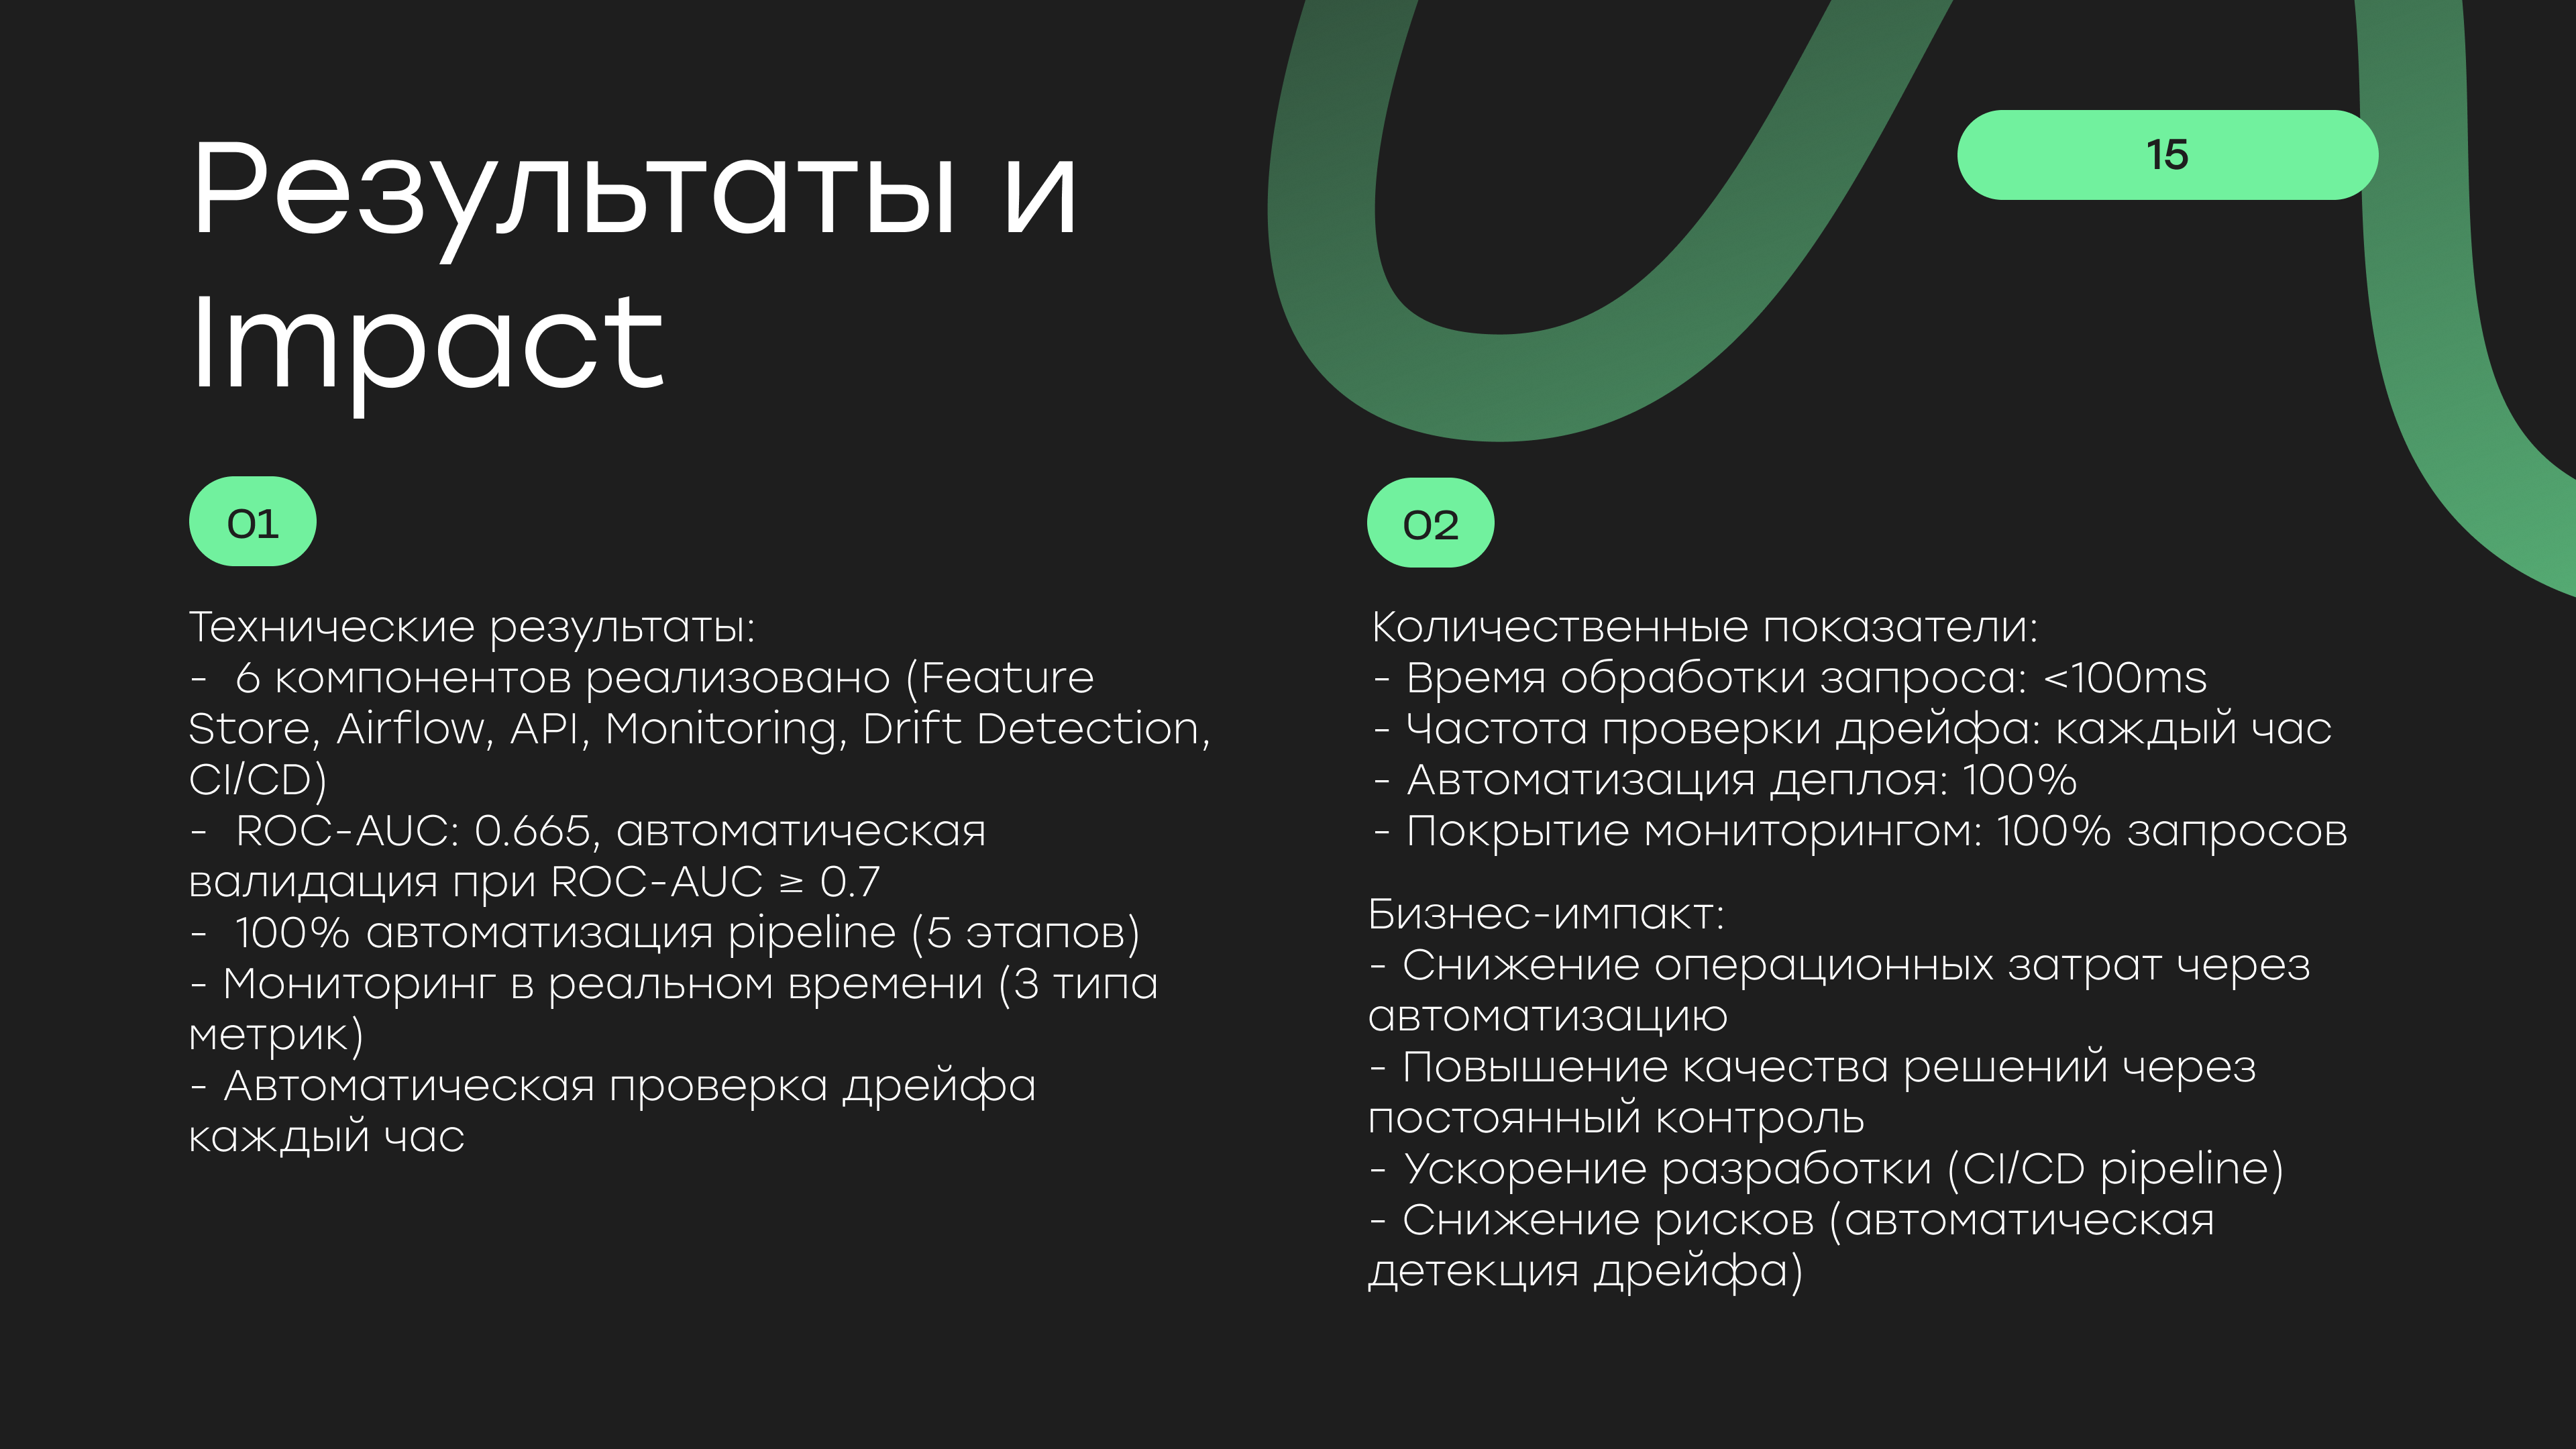 Результаты и
Impact
15
01
Технические результаты:
-  6 компонентов реализовано (Feature
Store, Airflow, API, Monitoring, Drift Detection,
CI/CD)
-  ROC-AUC: 0.665, автоматическая
валидация при ROC-AUC ≥ 0.7
-  100% автоматизация pipeline (5 этапов)
- Мониторинг в реальном времени (3 типа
метрик)
- Автоматическая проверка дрейфа
каждый час
02
Количественные показатели:
- Время обработки запроса: <100ms
- Частота проверки дрейфа: каждый час
- Автоматизация деплоя: 100%
- Покрытие мониторингом: 100% запросов
Бизнес-импакт:
- Снижение операционных затрат через
автоматизацию
- Повышение качества решений через
постоянный контроль
- Ускорение разработки (CI/CD pipeline)
- Снижение рисков (автоматическая
детекция дрейфа)